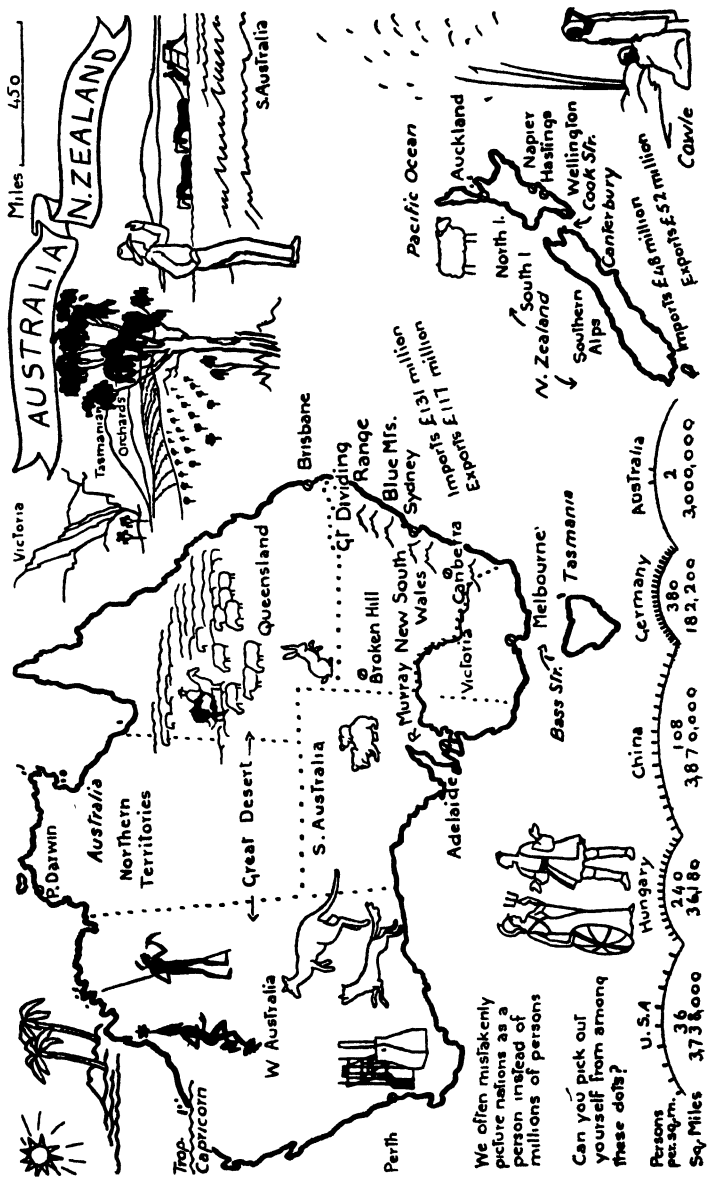 AUSTRALIA
N.ZEALAND
Miles 450
Victoria
Tasmanian
Orchards
S.Australia
P.Darwin
Australia
Northern
Territories
Queensland
Brisbane
Great Desert
W Australia
Trop. of
Capricorn
S. Australia
Broken Hill
Gt Dividing
Range
Blue Mts.
Sydney
Imports £131 million
Exports £117 million
Murray
New South
Wales
Canberra
Victoria
Melbourne
Adelaide
Perth
Bass Str.
Tasmania
Pacific Ocean
Auckland
North I.
South I
N. Zealand
Napier
Hastings
Wellington
Cook Str.
Canterbury
Southern
Alps
Imports £48 million
Exports £52 million
Cawle
We often mistakenly
picture nations as a
person instead of
millions of persons
Can you pick out
yourself from among
these dots?
Persons
per.sq.m.
Sq. Miles
U.S.A
36
Hungary
240
36,180
China
108
3,870,000
Germany
380
182,200
Australia
2
3,000,000